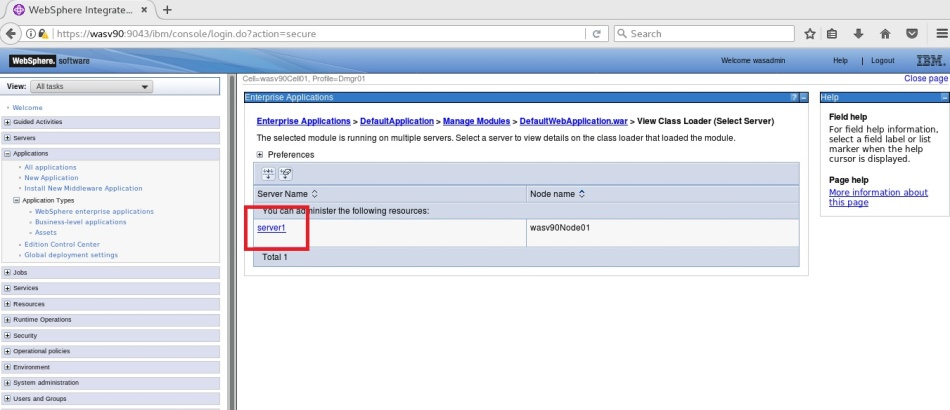 WebSphere Integrate...
https://wasv90:9043/ibm/console/login.do?action=secure
Search
WebSphere. software
Welcome wasadmin
Help | Logout
IBM.
View: All tasks
Welcome
Guided Activities
Servers
Applications
All applications
New Application
Install New Middleware Application
Application Types
WebSphere enterprise applications
Business-level applications
Assets
Edition Control Center
Global deployment settings
Jobs
Services
Resources
Runtime Operations
Security
Operational policies
Environment
System administration
Users and Groups
Cell=wasv90Cell01, Profile=Dmgr01
Close page
Enterprise Applications
? –
Enterprise Applications > DefaultApplication > Manage Modules > DefaultWebApplication.war > View Class Loader (Select Server)
The selected module is running on multiple servers. Select a server to view details on the class loader that loaded the module.
Preferences
Server Name
Node name
You can administer the following resources:
server1
wasv90Node01
Total 1
Help
Field help
For field help information,
select a field label or list
marker when the help
cursor is displayed.
Page help
More information about
this page